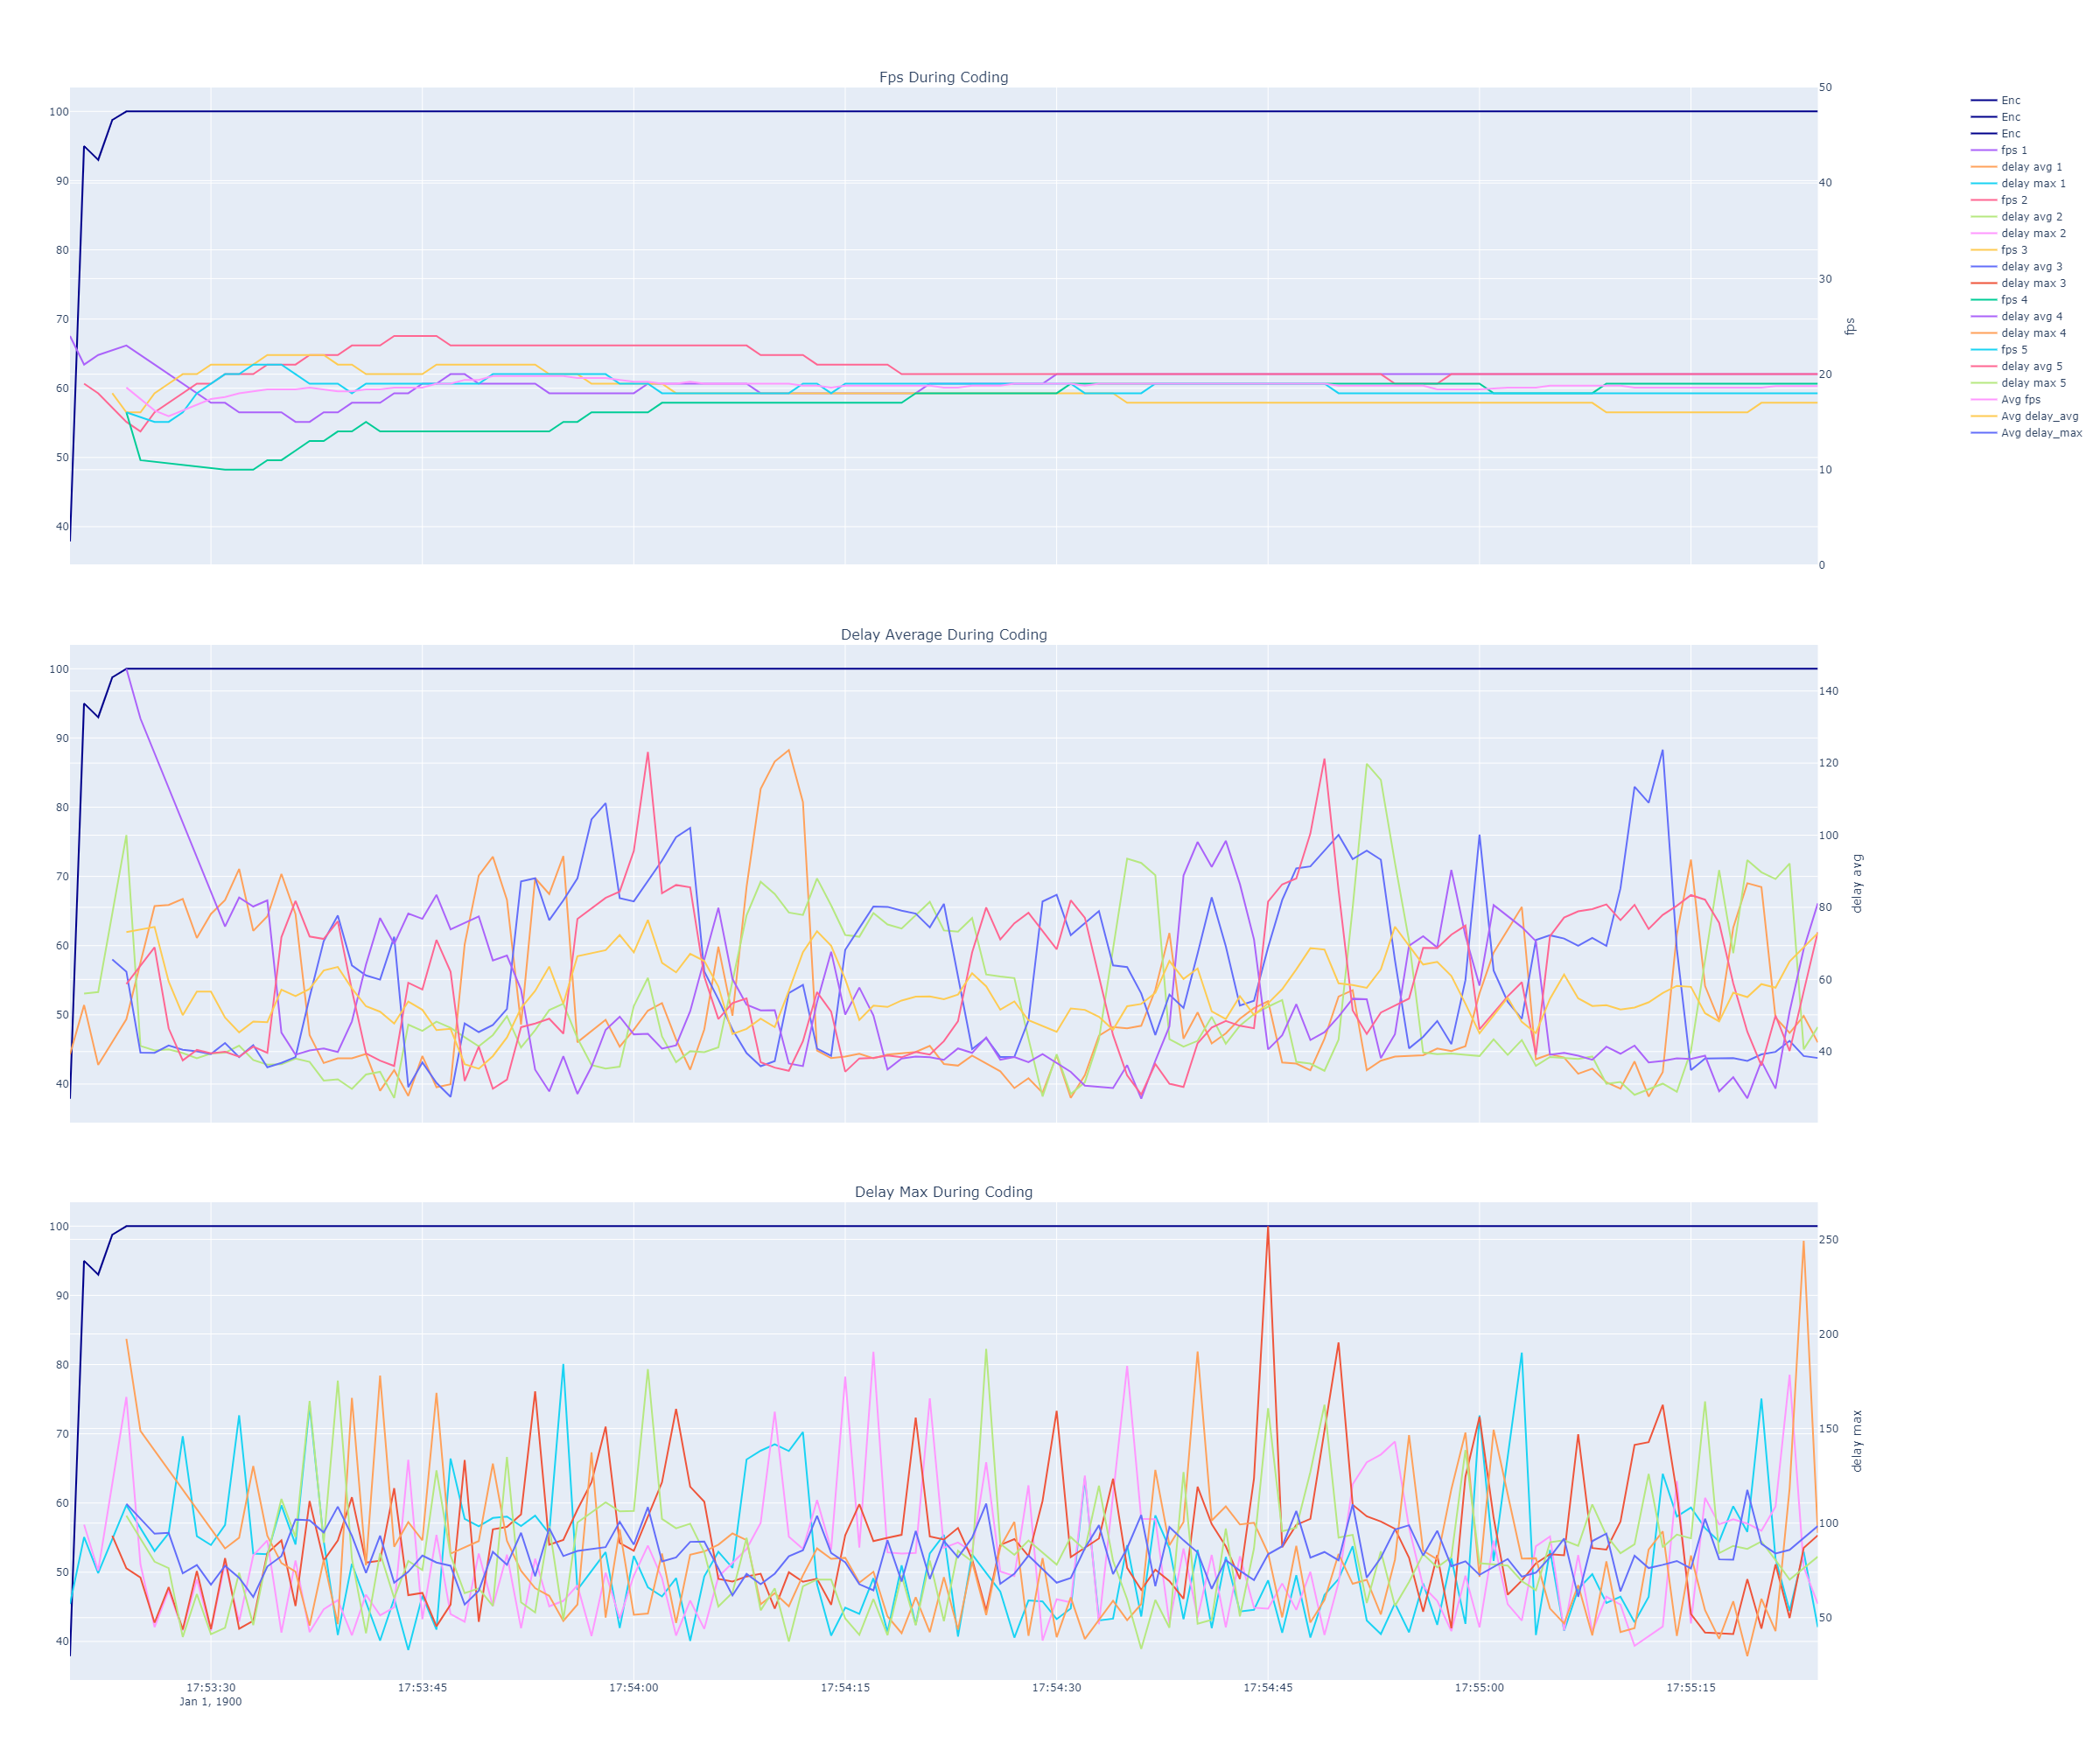 Fps During Coding
100
90
80
70
60
50
40
50
40
30
20
10
0
fps
Enc
Enc
Enc
fps 1
delay avg 1
delay max 1
fps 2
delay avg 2
delay max 2
fps 3
delay avg 3
delay max 3
fps 4
delay avg 4
delay max 4
fps 5
delay avg 5
delay max 5
Avg fps
Avg delay_avg
Avg delay_max
Delay Average During Coding
100
90
80
70
60
50
40
140
120
100
80
60
40
delay avg
Delay Max During Coding
100
90
80
70
60
50
40
250
200
150
100
50
delay max
17:53:30 17:53:45 17:54:00 17:54:15 17:54:30 17:54:45 17:55:00 17:55:15
Jan 1, 1900